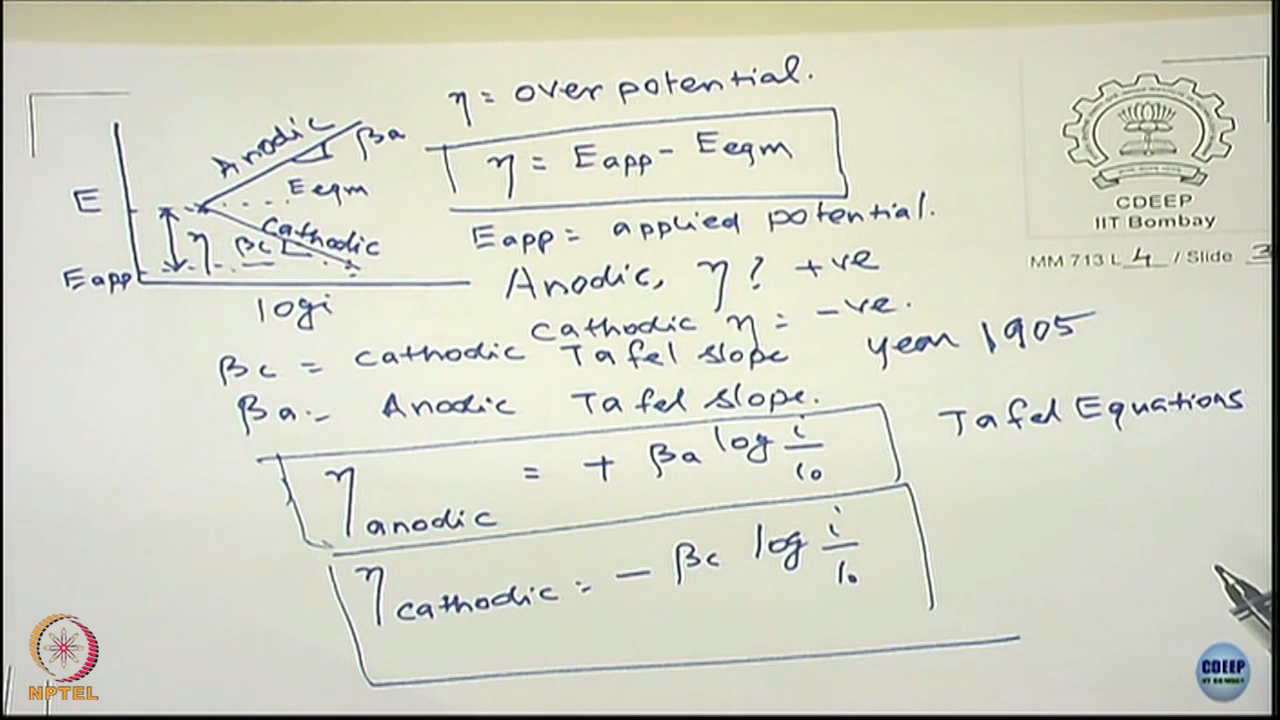 η = over potential.
Anodic
βa
η = Eapp - Eeqm
E
Eeqm
Cathodic
η
βc
Eapp
log i
Eapp = applied potential.
Anodic, η? +ve
Cathodic η = -ve.
βc = cathodic Tafel slope
year 1905
βa :- Anodic Tafel slope.
Tafel Equations
η anodic = + βa log i/i₀
η cathodic = - βc log i/i₀
CDEEP
IIT Bombay
MM 713 L 4 / Slide 3
NPTEL
CDEEP
IIT BOMBAY